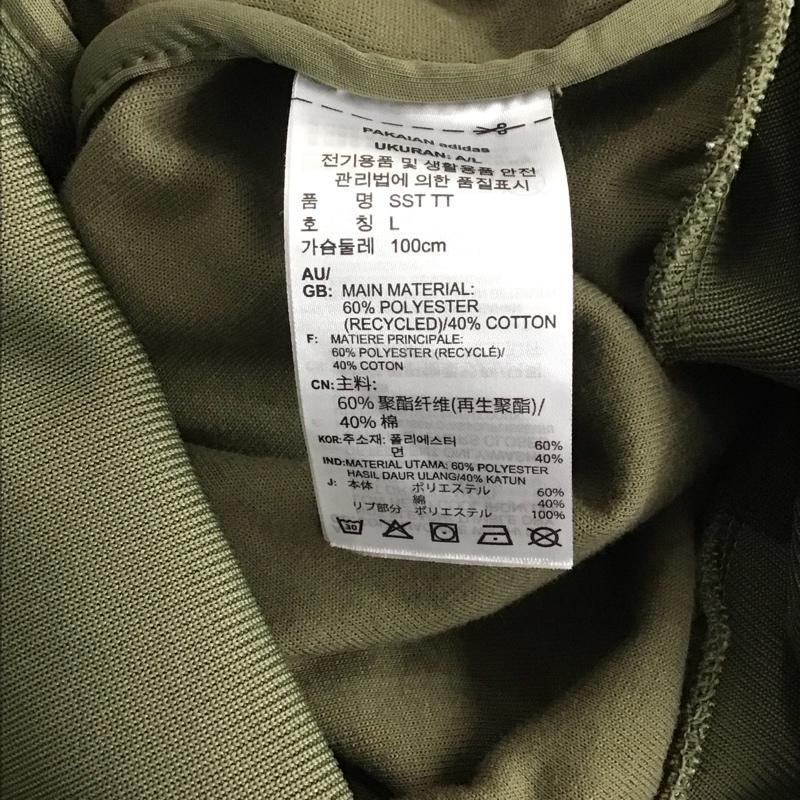 PAKAIAN adidas
UKURAN: A/L
전기용품 및 생활용품 안전
관리법에 의한 품질표시
품 명 SST TT
호 칭 L
가슴둘레 100cm
AU/
GB: MAIN MATERIAL:
60% POLYESTER
(RECYCLED)/40% COTTON
F: MATIERE PRINCIPALE:
60% POLYESTER (RECYCLÉ)/
40% COTON
CN:主料:
60% 聚酯纤维(再生聚酯)/
40% 棉
KOR:주소재: 폴리에스터 60%
면 40%
IND:MATERIAL UTAMA: 60% POLYESTER
HASIL DAUR ULANG/40% KATUN
J: 本体 ポリエステル 60%
綿 40%
リブ部分 ポリエステル 100%
30